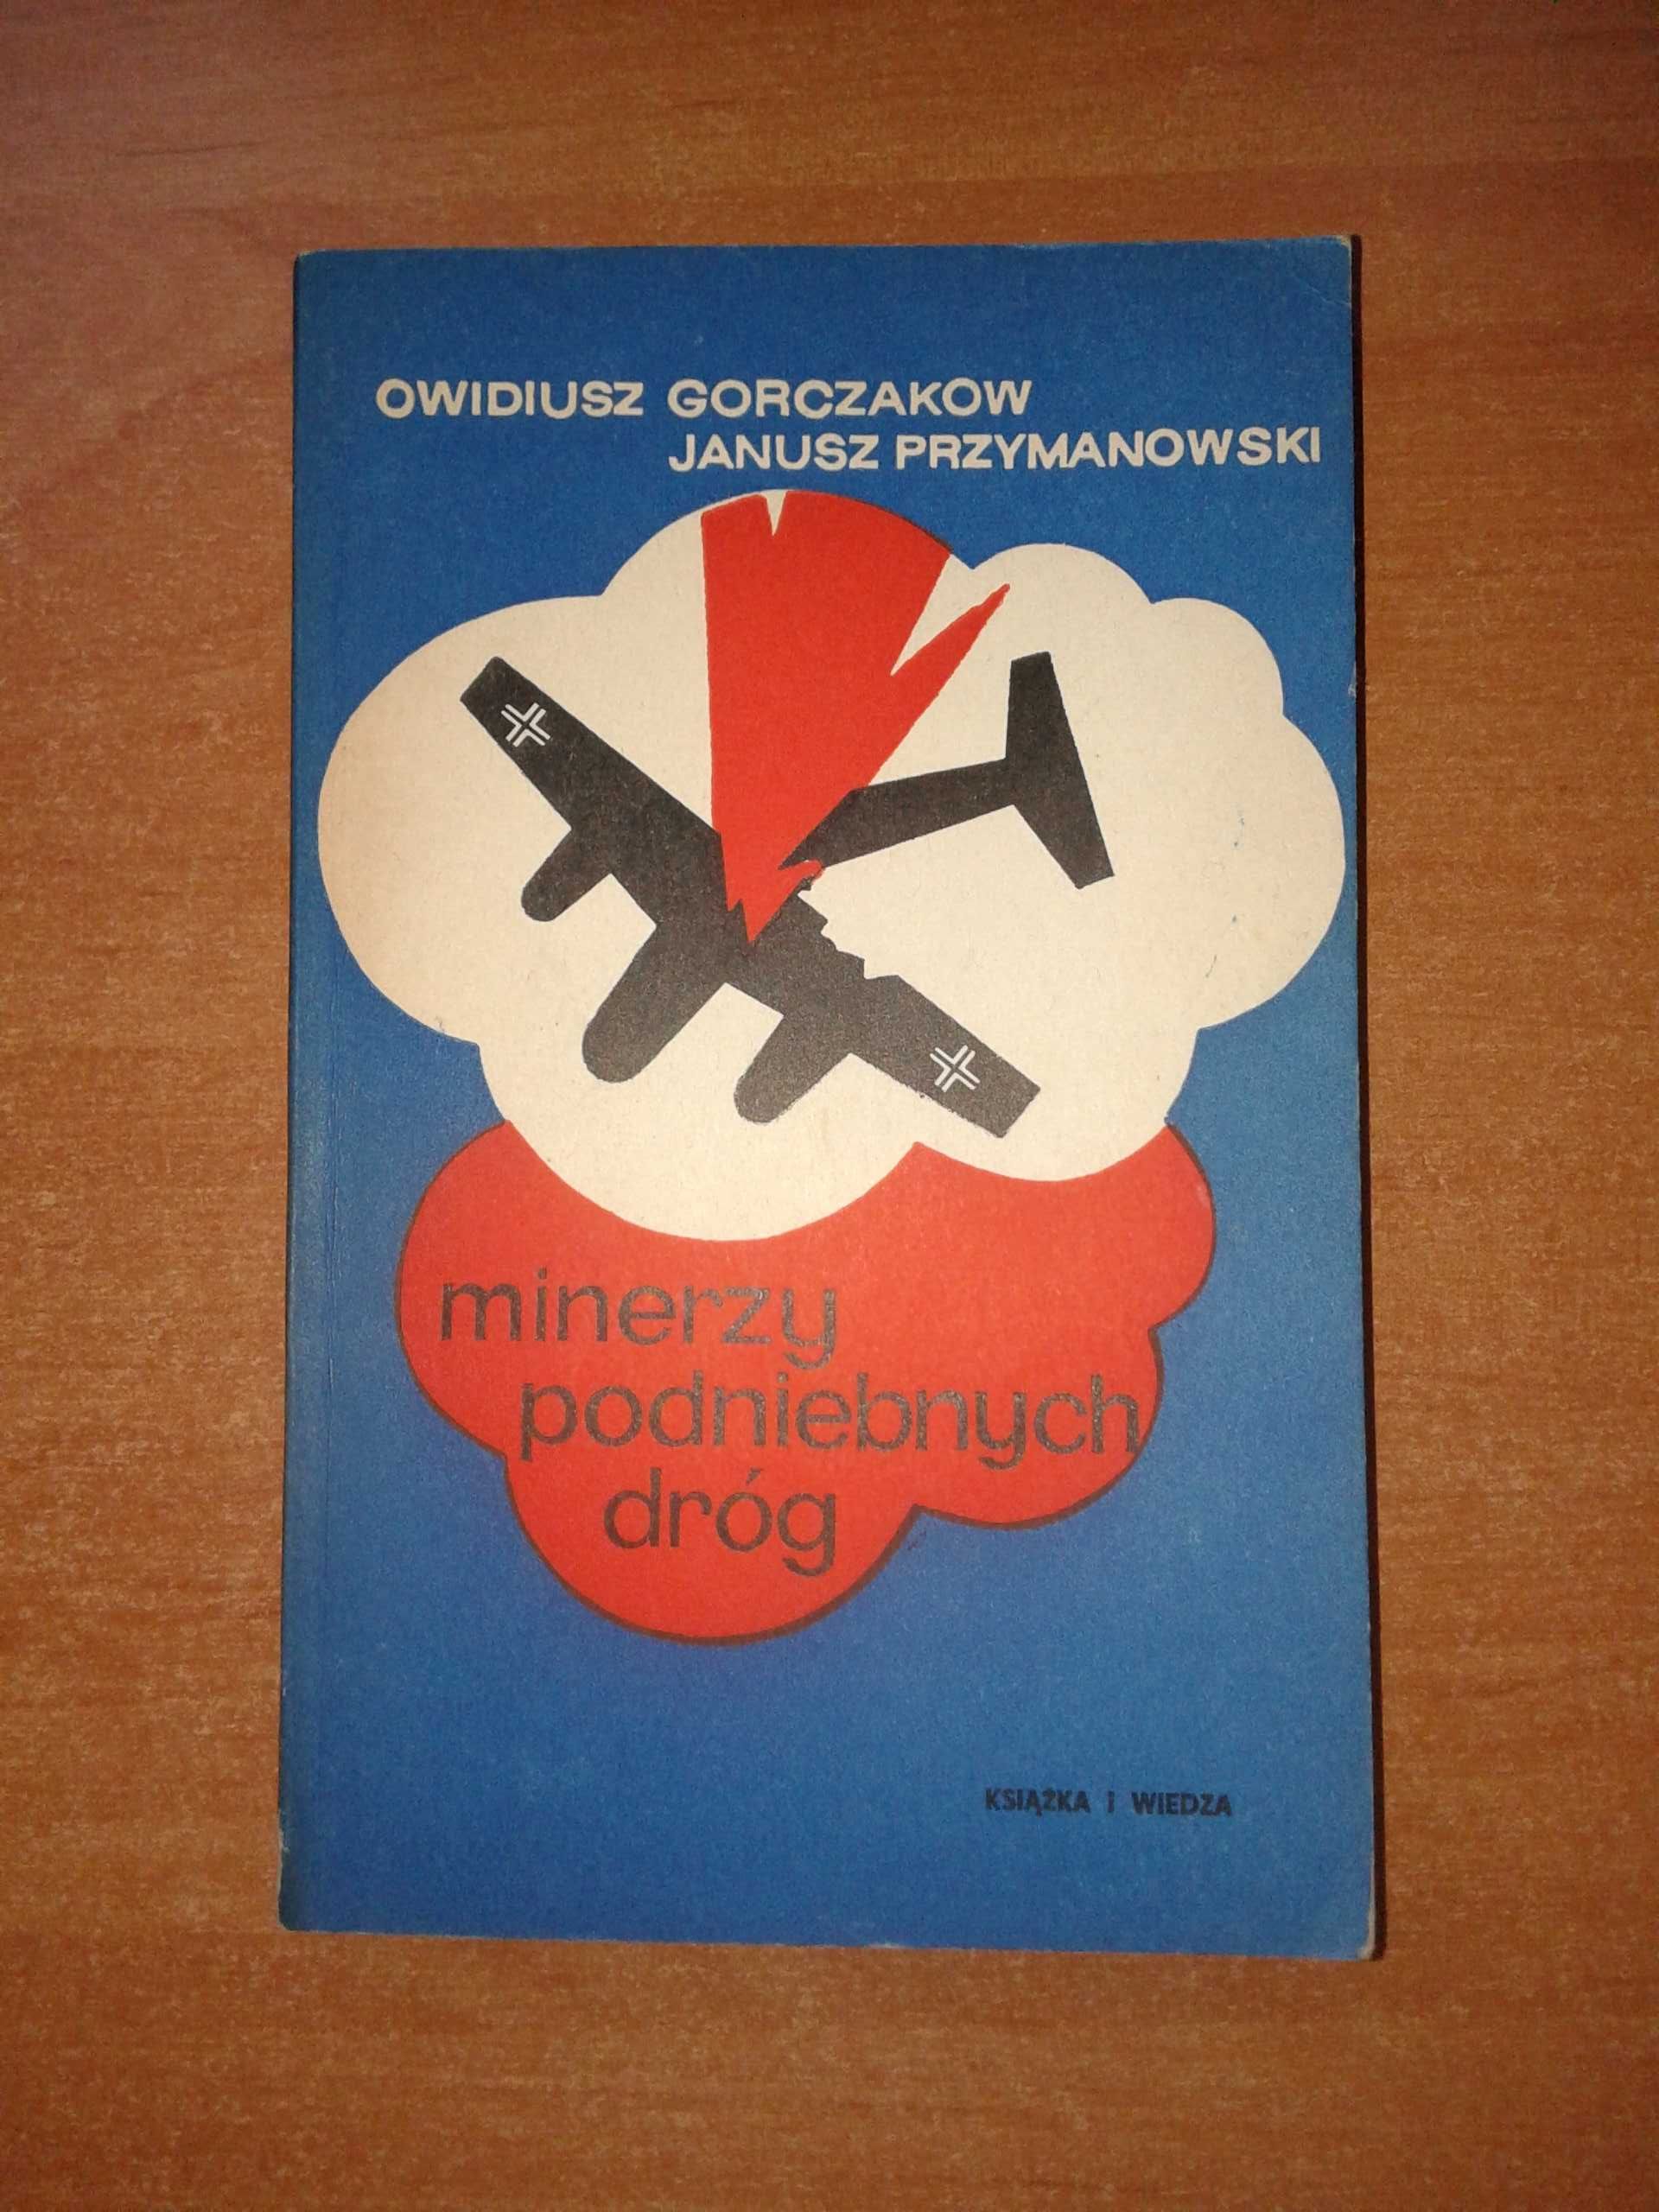 OWIDIUSZ GORCZAKOW
JANUSZ PRZYMANOWSKI
minerzy
podniebnych
dróg
KSIĄŻKA I WIEDZA